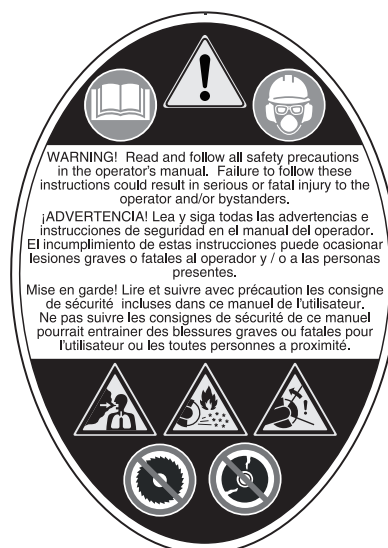 WARNING! Read and follow all safety precautions
in the operator's manual. Failure to follow these
instructions could result in serious or fatal injury to the
operator and/or bystanders.
¡ADVERTENCIA! Lea y siga todas las advertencias e
instrucciones de seguridad en el manual del operador.
El incumplimiento de estas instrucciones puede ocasionar
lesiones graves o fatales al operador y / o a las personas
presentes.
Mise en garde! Lire et suivre avec précaution les consigne
de sécurité incluses dans ce manuel de l'utilisateur.
Ne pas suivre les consignes de sécurité de ce manuel
pourrait entrainer des blessures graves ou fatales pour
l'utilisateur ou les toutes personnes a proximité.